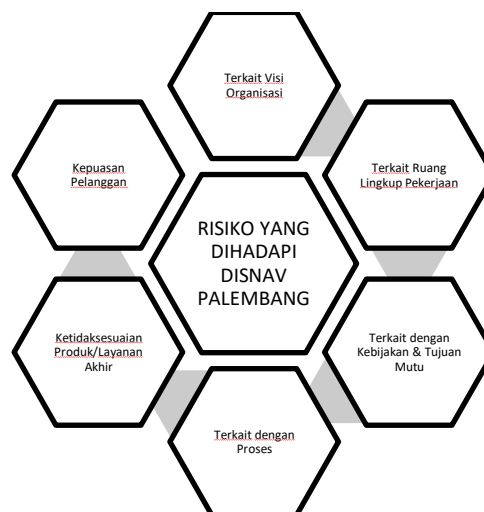 Terkait Visi
Organisasi
Terkait Ruang
Lingkup Pekerjaan
Terkait dengan
Kebijakan & Tujuan
Mutu
Terkait dengan
Proses
Ketidaksesuaian
Produk/Layanan
Akhir
Kepuasan
Pelanggan
RISIKO YANG
DIHADAPI
DISNAV
PALEMBANG